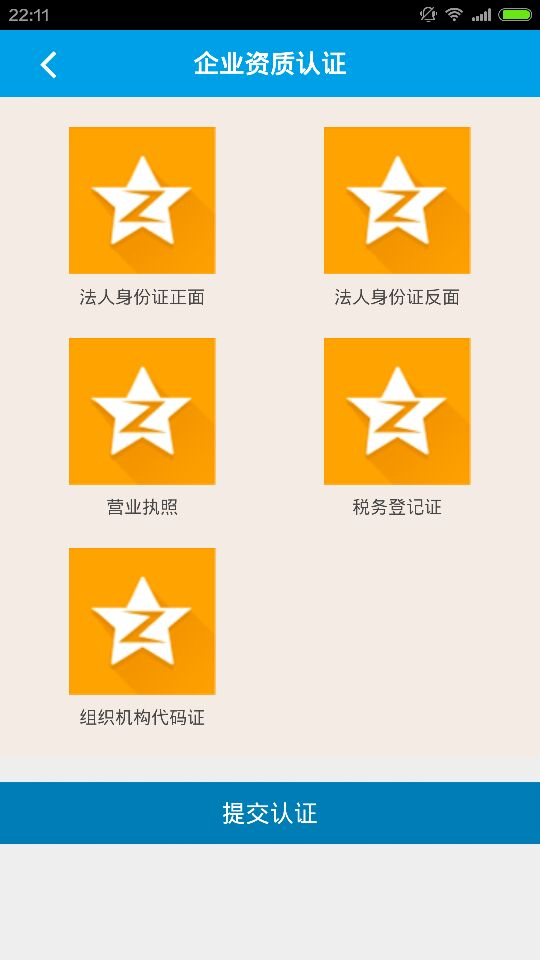 22:11
企业资质认证
法人身份证正面
法人身份证反面
营业执照
税务登记证
组织机构代码证
提交认证